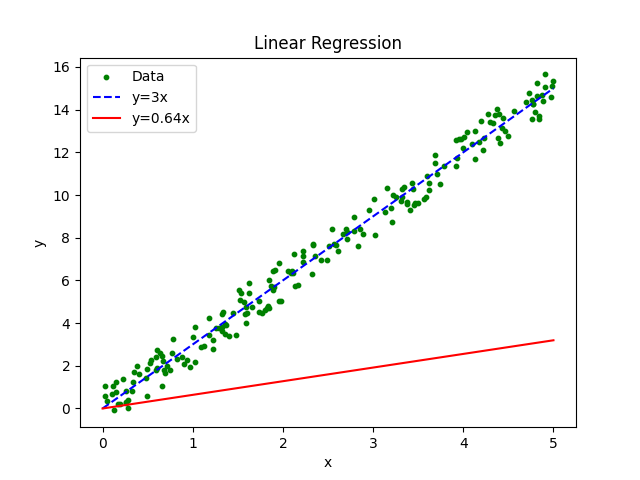 Linear Regression
Data
y=3x
y=0.64x
16
14
12
10
8
6
4
2
0
y
0 1 2 3 4 5
x